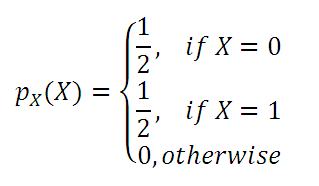 p_X(X) = { 1/2, if X = 0
1/2, if X = 1
0, otherwise